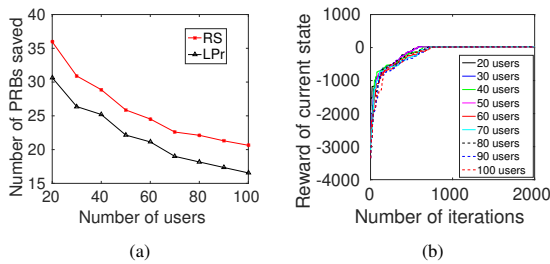 Number of PRBs saved
40
35
30
25
20
15
20 40 60 80 100
Number of users
RS
LPr
(a)
Reward of current state
1000
0
-1000
-2000
-3000
-4000
0 1000 2000
Number of iterations
20 users
30 users
40 users
50 users
60 users
70 users
80 users
90 users
100 users
(b)